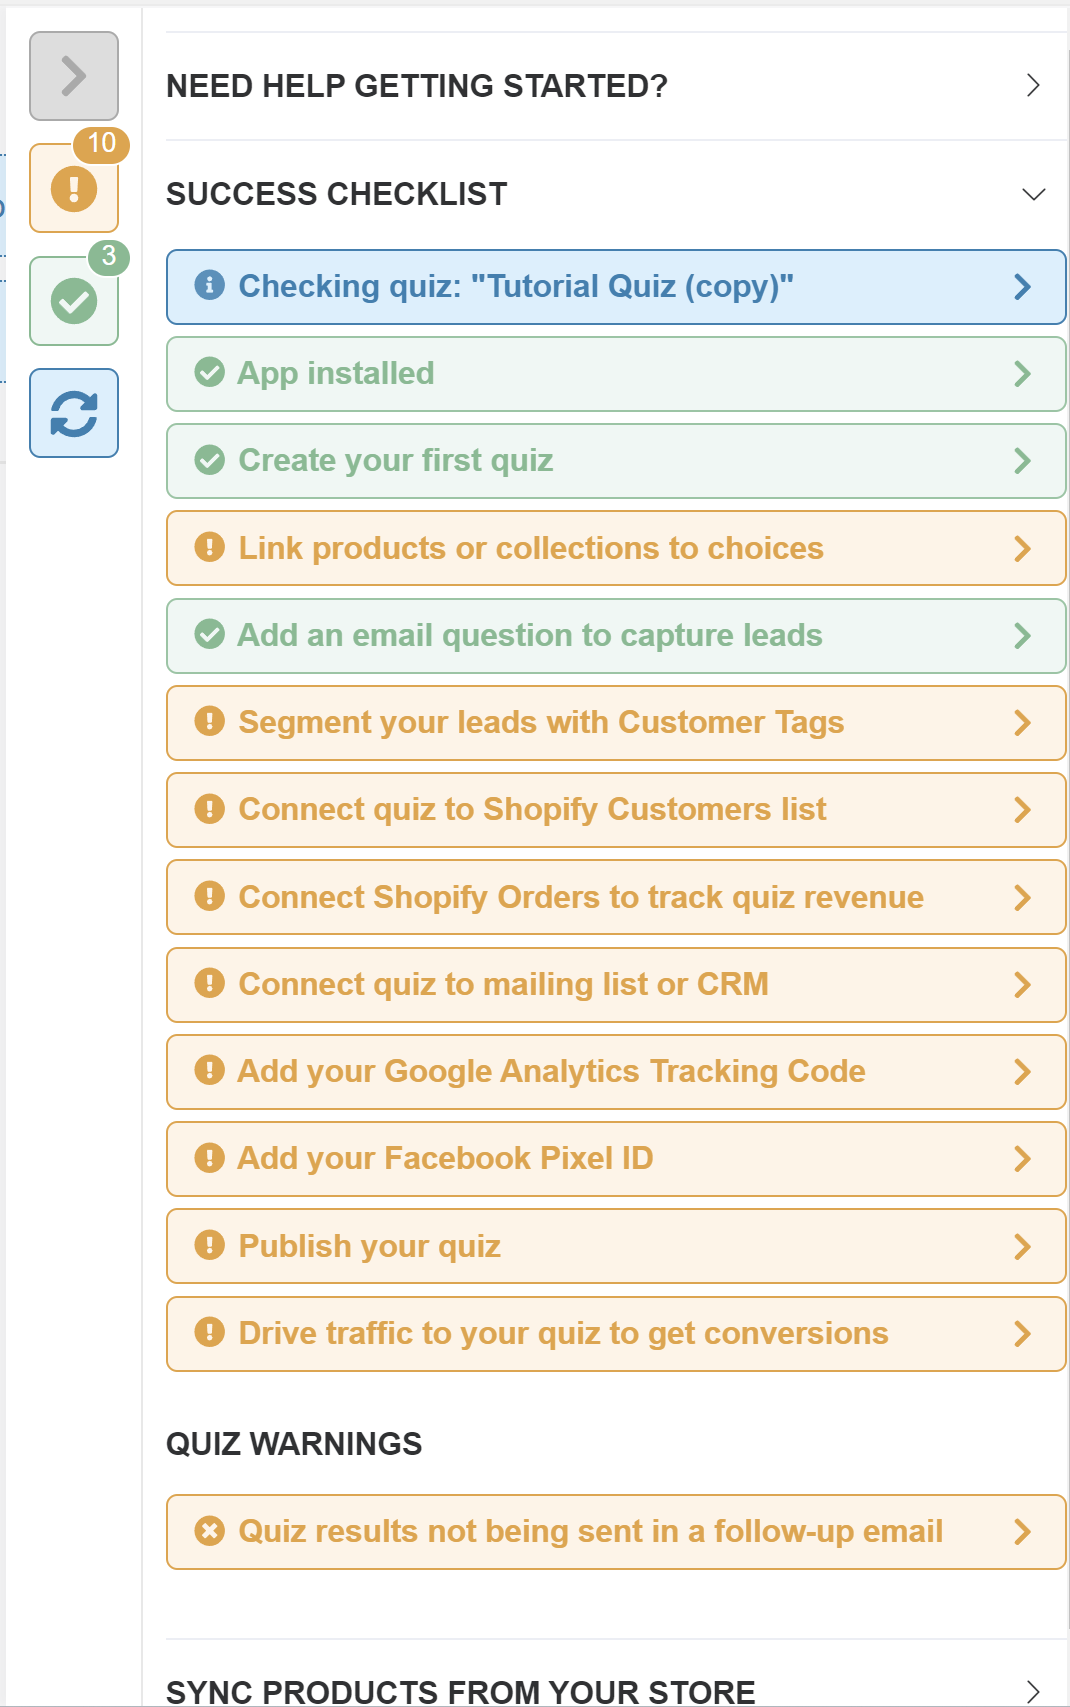 NEED HELP GETTING STARTED?
10
SUCCESS CHECKLIST
3
Checking quiz: "Tutorial Quiz (copy)"
App installed
Create your first quiz
Link products or collections to choices
Add an email question to capture leads
Segment your leads with Customer Tags
Connect quiz to Shopify Customers list
Connect Shopify Orders to track quiz revenue
Connect quiz to mailing list or CRM
Add your Google Analytics Tracking Code
Add your Facebook Pixel ID
Publish your quiz
Drive traffic to your quiz to get conversions
QUIZ WARNINGS
Quiz results not being sent in a follow-up email
SYNC PRODUCTS FROM YOUR STORE